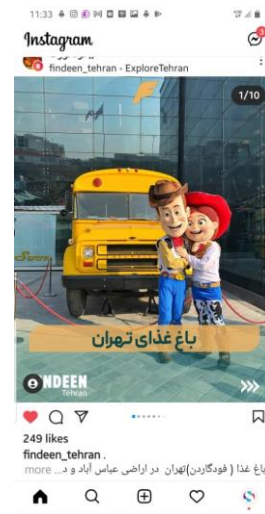 11:33
Instagram
3
findeen_tehran - ExploreTehran
1/10
باغ غذای تهران
NDEEN
Tehran
249 likes
findeen_tehran .
باغ غذا ( فودگاردن)تهران در اراضی عباس آباد و د... more